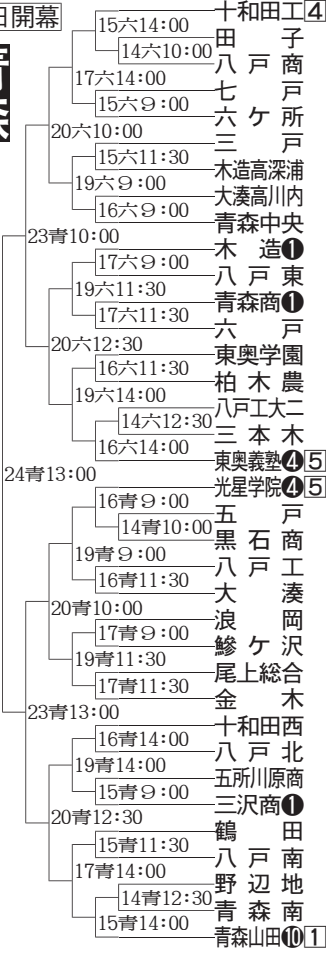 日開幕
青森
十和田工4
15六14:00
田子
14六10:00
八戸商
17六14:00
七戸
15六9:00
六ケ所
20六10:00
三戸
15六11:30
木造高深浦
19六9:00
大湊高川内
16六9:00
青森中央
23青10:00
木造❶
17六9:00
八戸東
19六11:30
青森商❶
17六11:30
六戸
20六12:30
東奥学園
16六11:30
柏木農
19六14:00
八戸工大二
14六12:30
三本木
16六14:00
東奥義塾❹5
24青13:00
光星学院❹5
16青9:00
五戸
14青10:00
黒石商
19青9:00
八戸工
16青11:30
大湊
20青10:00
浪岡
17青9:00
鰺ケ沢
19青11:30
尾上総合
17青11:30
金木
23青13:00
十和田西
16青14:00
八戸北
19青14:00
五所川原商
15青9:00
三沢商❶
20青12:30
鶴田
15青11:30
八戸南
17青14:00
野辺地
14青12:30
青森南
15青14:00
青森山田❿1